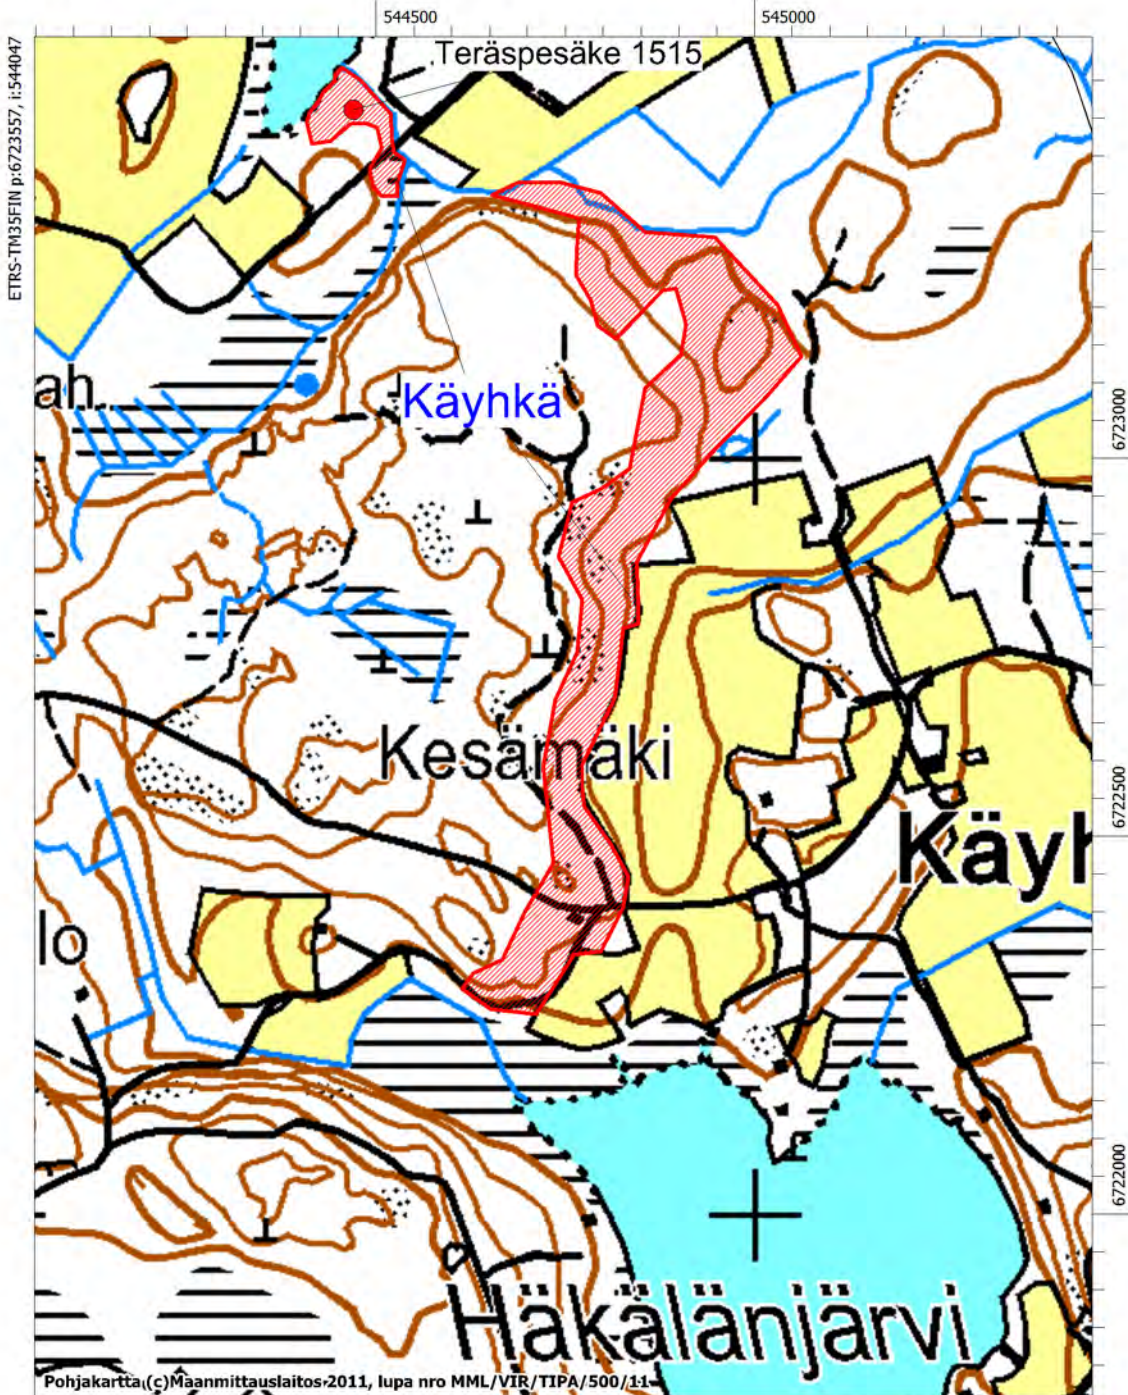 544500
545000
ETRS-TM35FIN p:6723557, i:544047
Teräspesäke 1515
ah.
Käyhkä
6723000
Kesämäki
6722500
Käyh
lo
6722000
Häkälänjärvi
Pohjakartta (c)Maanmittauslaitos 2011, lupa nro MML/VIR/TIPA/500/11